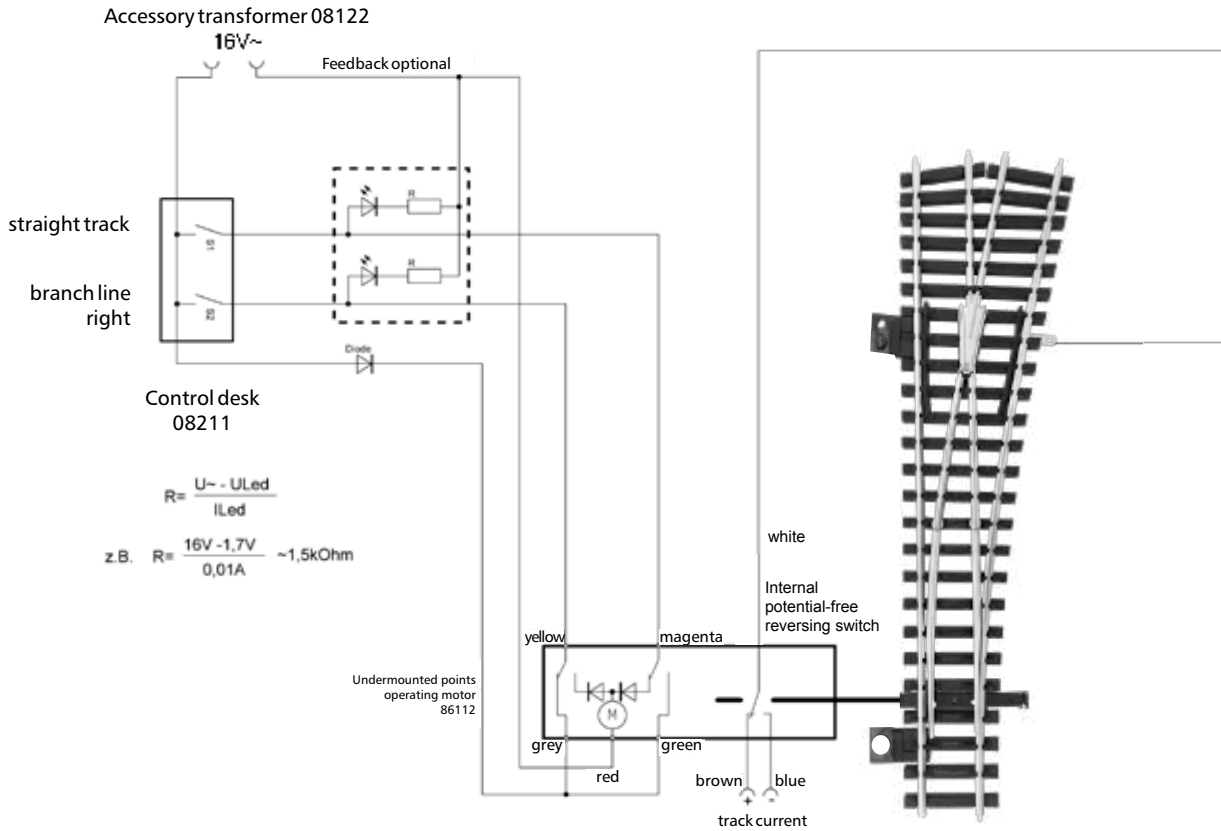 Accessory transformer 08122
16V~
Feedback optional
R
straight track
S1
R
branch line
right
S2
Diode
Control desk
08211
R= U~ - ULed
ILed
z.B. R= 16V -1,7V ~1,5kOhm
0,01A
white
Internal
potential-free
reversing switch
yellow
magenta
Undermounted points
operating motor
86112
M
grey
green
red
brown
blue
+ -
track current